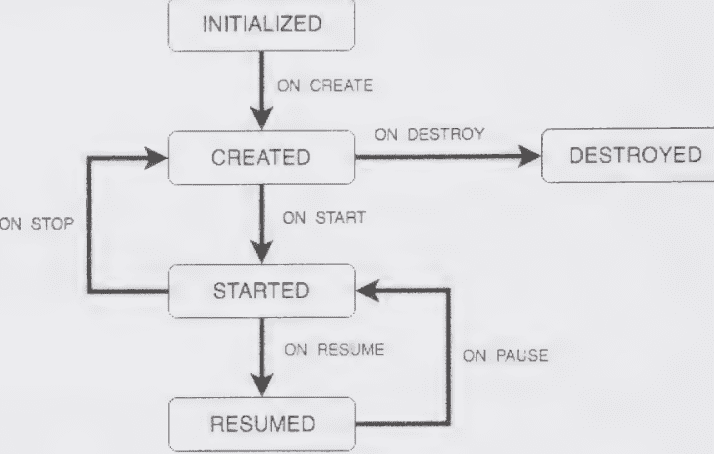 INITIALIZED
ON CREATE
ON DESTROY
CREATED
DESTROYED
ON STOP
ON START
STARTED
ON RESUME
ON PAUSE
RESUMED